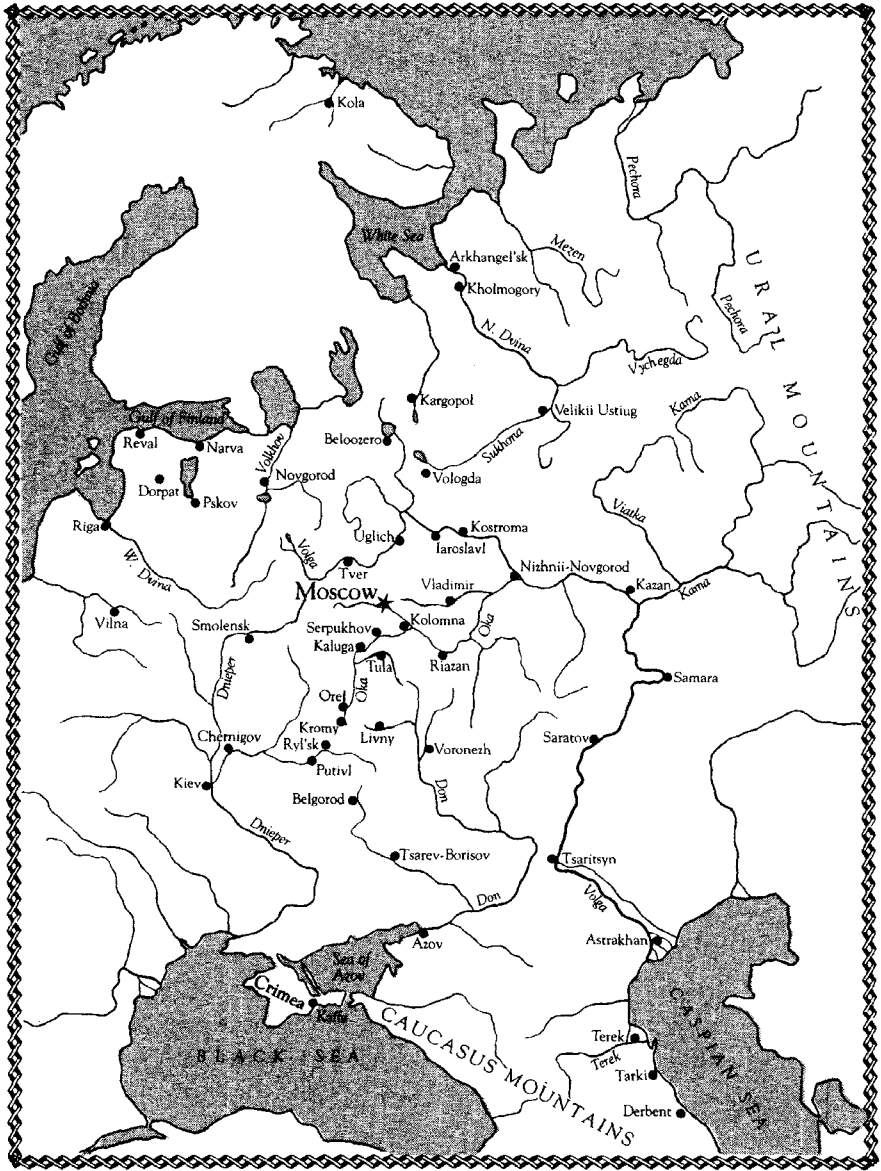 Kola
Pechora
White Sea
Mezen
Arkhangel'sk
Kholmogory
URAL MOUNTAINS
Pechora
Gulf of Bothnia
N. Dvina
Vychegda
Kargopol
Velikii Ustiug
Kama
Gulf of Finland
Reval
Narva
Volkhov
Beloozero
Sukhona
Vologda
Novgorod
Dorpat
Pskov
Viatka
Riga
Kostroma
Uglich
Iaroslavl
Volga
W. Dvina
Tver
Nizhnii-Novgorod
Moscow
Vladimir
Kazan
Kama
Vilna
Smolensk
Serpukhov
Kolomna
Oka
Kaluga
Tula
Riazan
Dnieper
Oka
Samara
Orel
Kromy
Livny
Chernigov
Ryl'sk
Putivl
Voronezh
Saratov
Kiev
Belgorod
Don
Dnieper
Tsarev-Borisov
Tsaritsyn
Don
Volga
Azov
Astrakhan
Sea of
Azov
Crimea
Kaffa
CAUCASUS MOUNTAINS
CASPIAN SEA
BLACK SEA
Terek
Terek
Tarki
Derbent